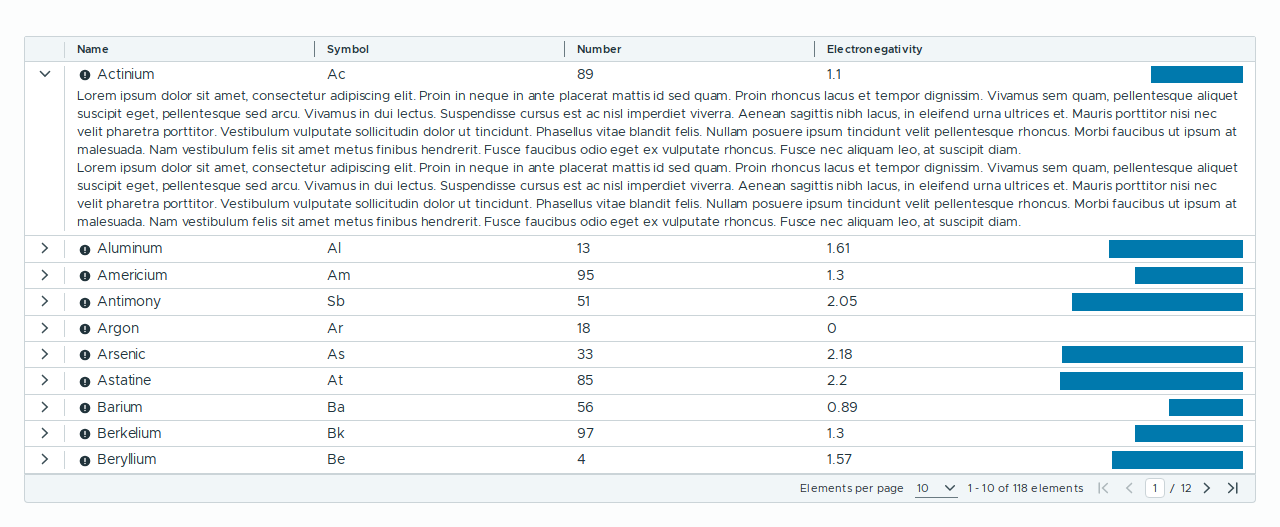 Name Symbol Number Electronegativity
Actinium Ac 89 1.1
Lorem ipsum dolor sit amet, consectetur adipiscing elit. Proin in neque in ante placerat mattis id sed quam. Proin rhoncus lacus et tempor dignissim. Vivamus sem quam, pellentesque aliquet
suscipit eget, pellentesque sed arcu. Vivamus in dui lectus. Suspendisse cursus est ac nisl imperdiet viverra. Aenean sagittis nibh lacus, in eleifend urna ultrices et. Mauris porttitor nisi nec
velit pharetra porttitor. Vestibulum vulputate sollicitudin dolor ut tincidunt. Phasellus vitae blandit felis. Nullam posuere ipsum tincidunt velit pellentesque rhoncus. Morbi faucibus ut ipsum at
malesuada. Nam vestibulum felis sit amet metus finibus hendrerit. Fusce faucibus odio eget ex vulputate rhoncus. Fusce nec aliquam leo, at suscipit diam.
Lorem ipsum dolor sit amet, consectetur adipiscing elit. Proin in neque in ante placerat mattis id sed quam. Proin rhoncus lacus et tempor dignissim. Vivamus sem quam, pellentesque aliquet
suscipit eget, pellentesque sed arcu. Vivamus in dui lectus. Suspendisse cursus est ac nisl imperdiet viverra. Aenean sagittis nibh lacus, in eleifend urna ultrices et. Mauris porttitor nisi nec
velit pharetra porttitor. Vestibulum vulputate sollicitudin dolor ut tincidunt. Phasellus vitae blandit felis. Nullam posuere ipsum tincidunt velit pellentesque rhoncus. Morbi faucibus ut ipsum at
malesuada. Nam vestibulum felis sit amet metus finibus hendrerit. Fusce faucibus odio eget ex vulputate rhoncus. Fusce nec aliquam leo, at suscipit diam.
Aluminum Al 13 1.61
Americium Am 95 1.3
Antimony Sb 51 2.05
Argon Ar 18 0
Arsenic As 33 2.18
Astatine At 85 2.2
Barium Ba 56 0.89
Berkelium Bk 97 1.3
Beryllium Be 4 1.57
Elements per page 10 1 - 10 of 118 elements 1 / 12